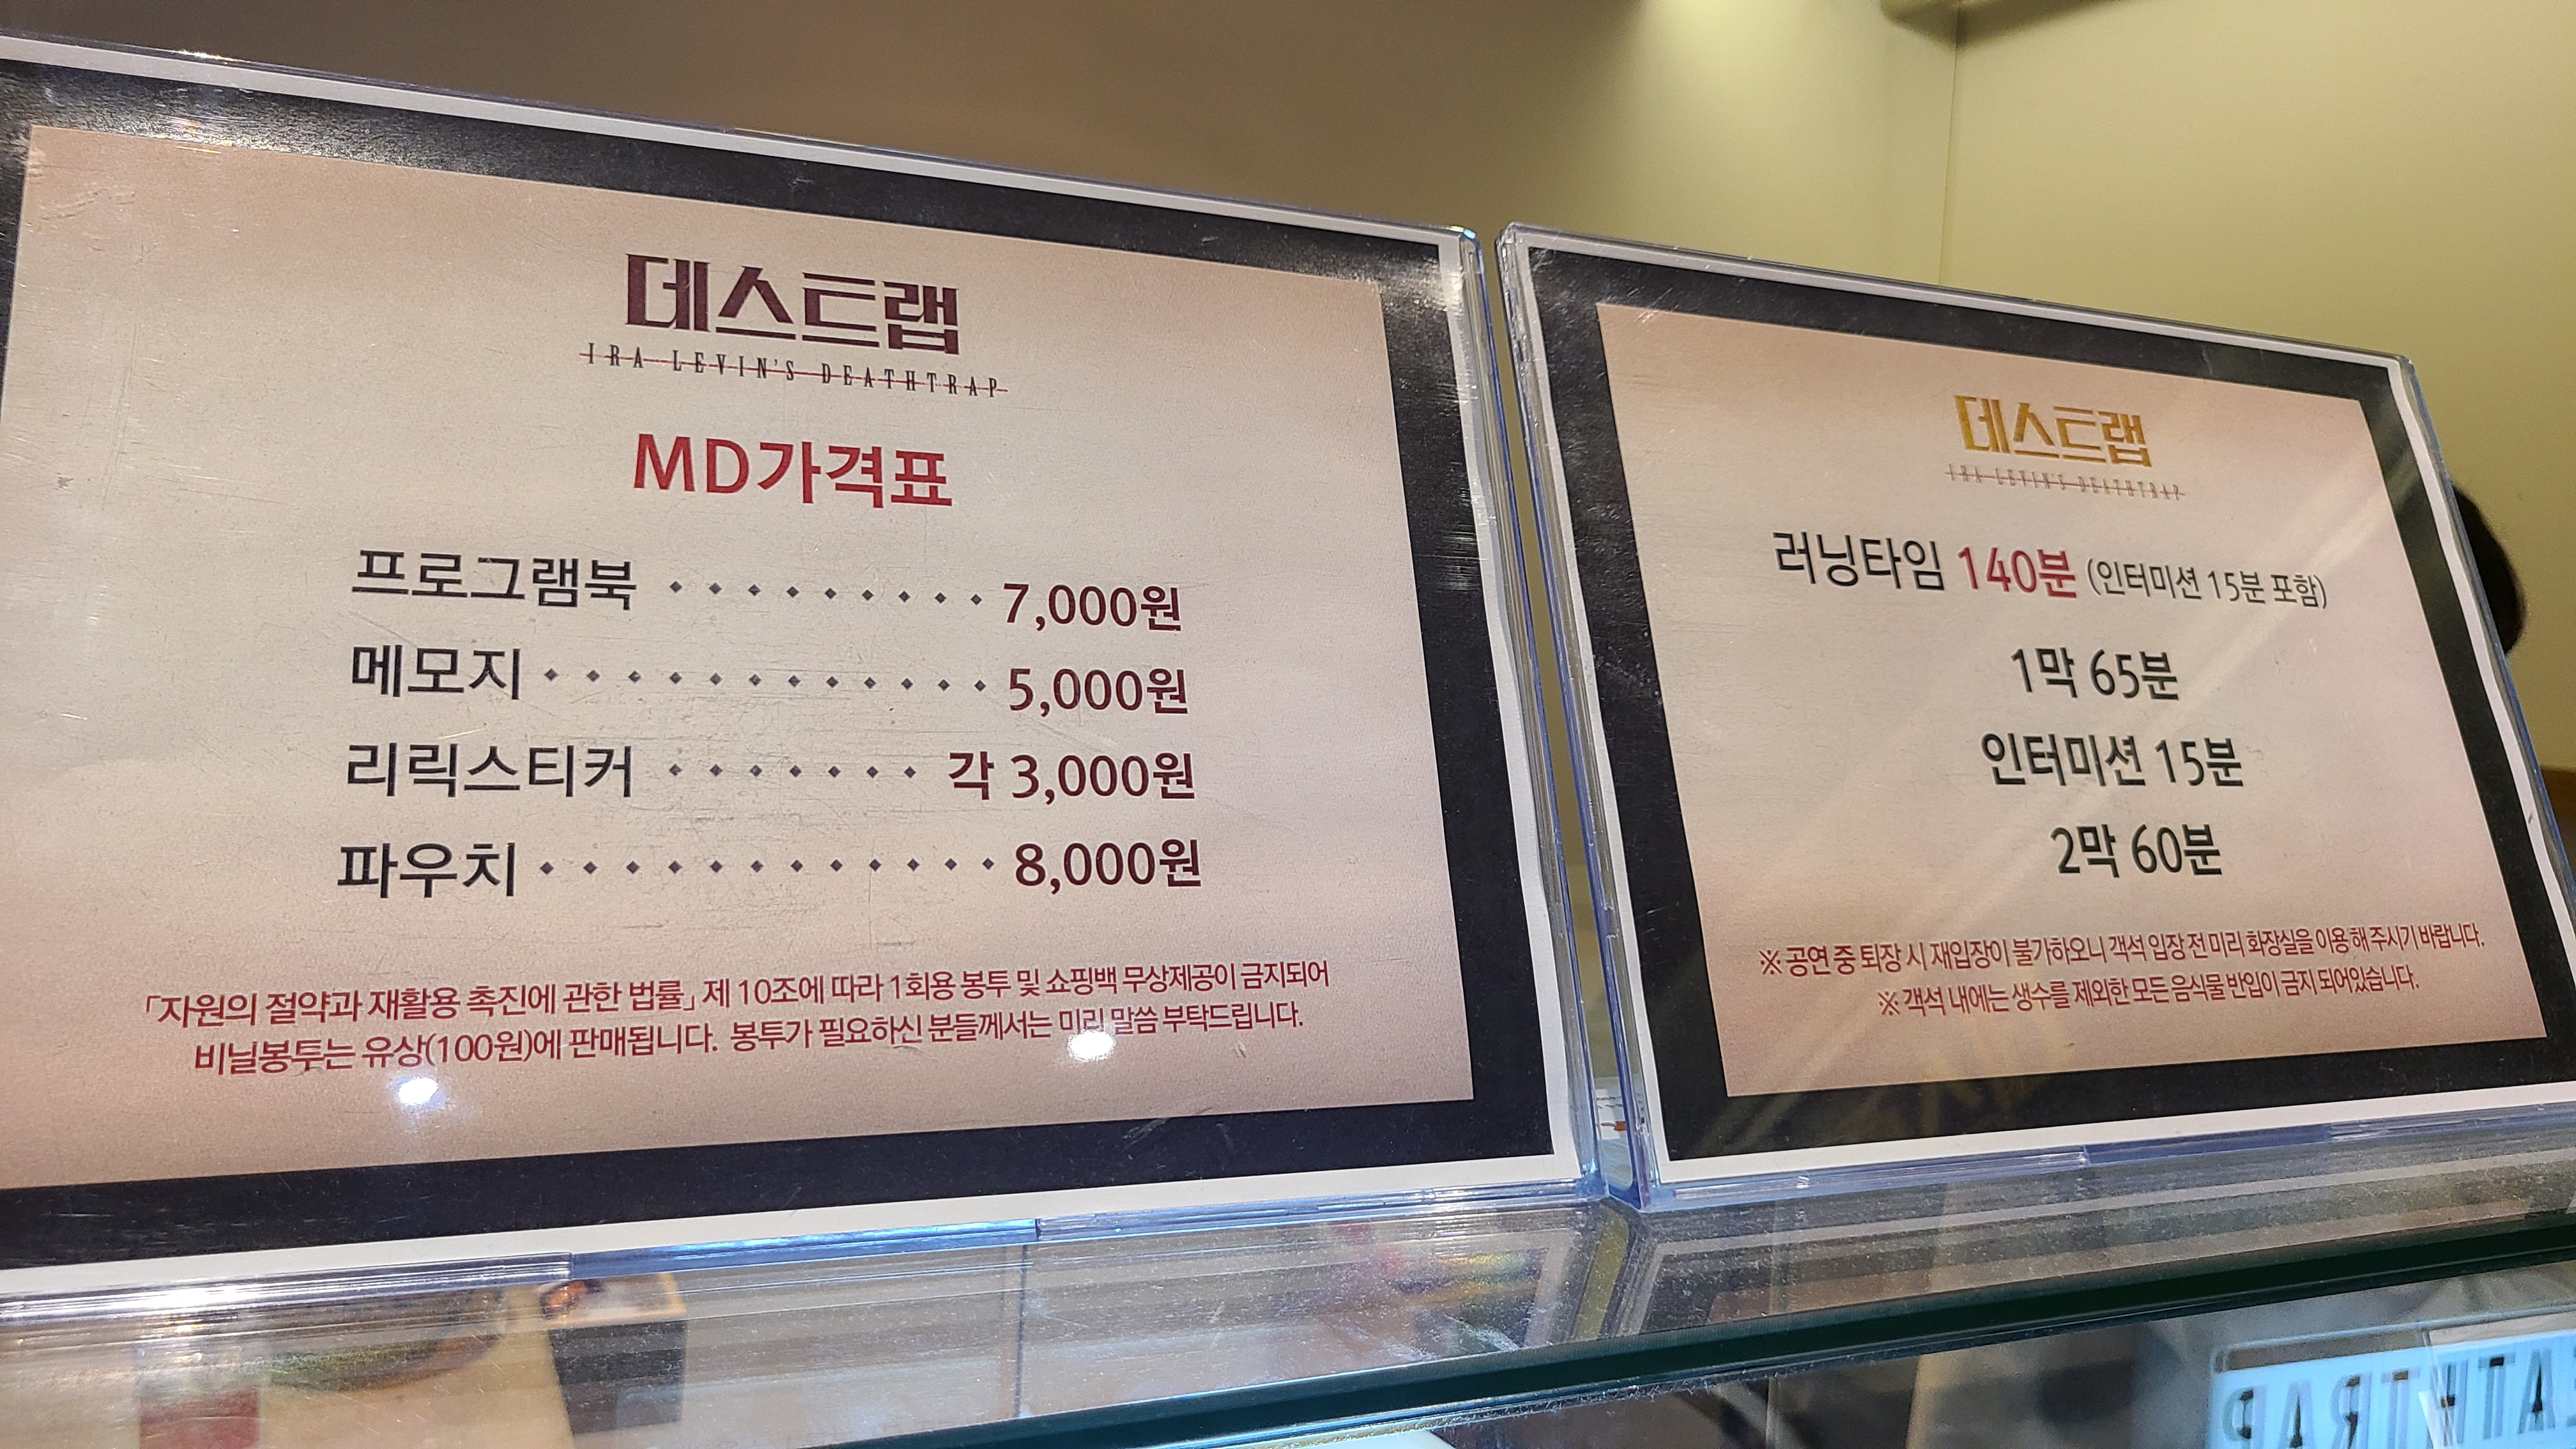 데스트랩
IRA LEVIN'S DEATHTRAP
MD가격표
프로그램북 · · · · · · · · · 7,000원
메모지 · · · · · · · · · · · · 5,000원
리릭스티커 · · · · · · · 각 3,000원
파우치 · · · · · · · · · · · · 8,000원
「자원의 절약과 재활용 촉진에 관한 법률」 제 10조에 따라 1회용 봉투 및 쇼핑백 무상제공이 금지되어
비닐봉투는 유상(100원)에 판매됩니다. 봉투가 필요하신 분들께서는 미리 말씀 부탁드립니다.
데스트랩
IRA LEVIN'S DEATHTRAP
러닝타임 140분 (인터미션 15분 포함)
1막 65분
인터미션 15분
2막 60분
※ 공연 중 퇴장 시 재입장이 불가하오니 객석 입장 전 미리 화장실을 이용 해 주시기 바랍니다.
※ 객석 내에는 생수를 제외한 모든 음식물 반입이 금지 되어있습니다.